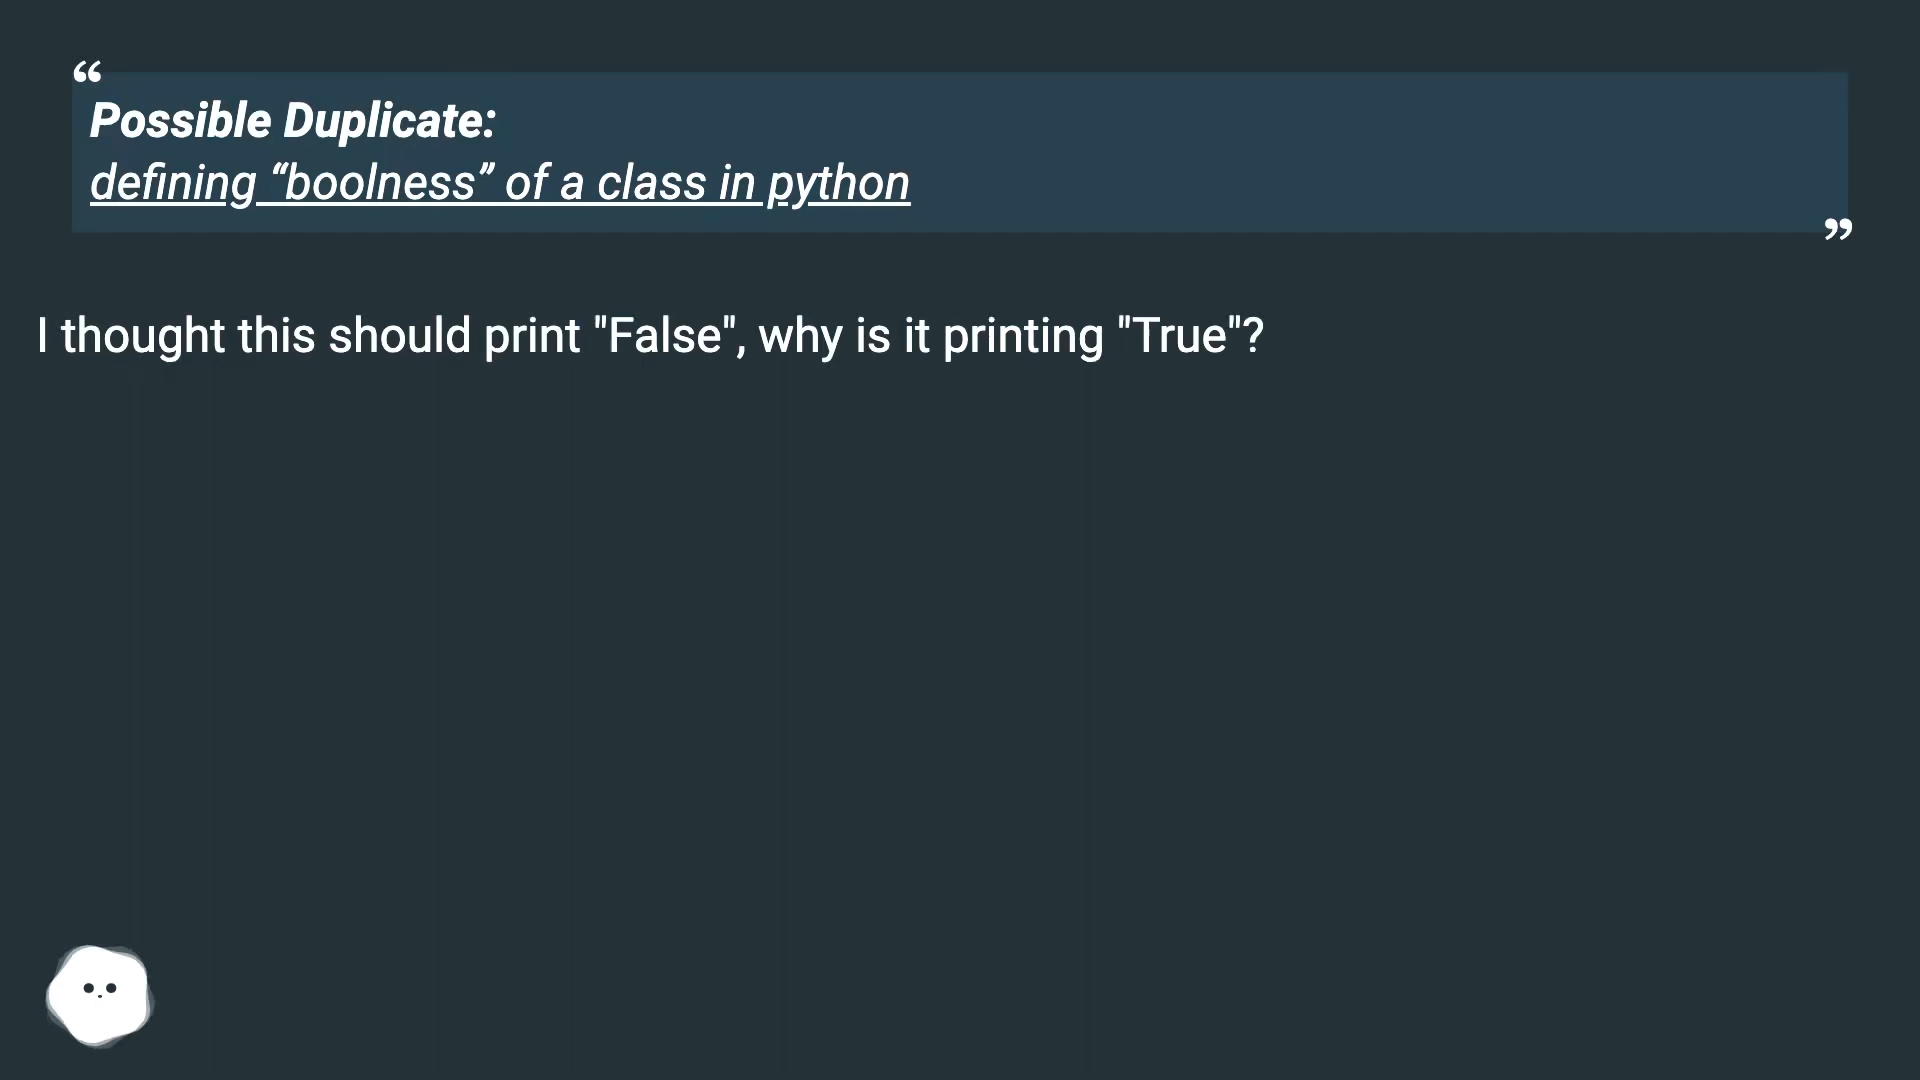 “
Possible Duplicate:
defining “boolness” of a class in python
”
I thought this should print "False", why is it printing "True"?